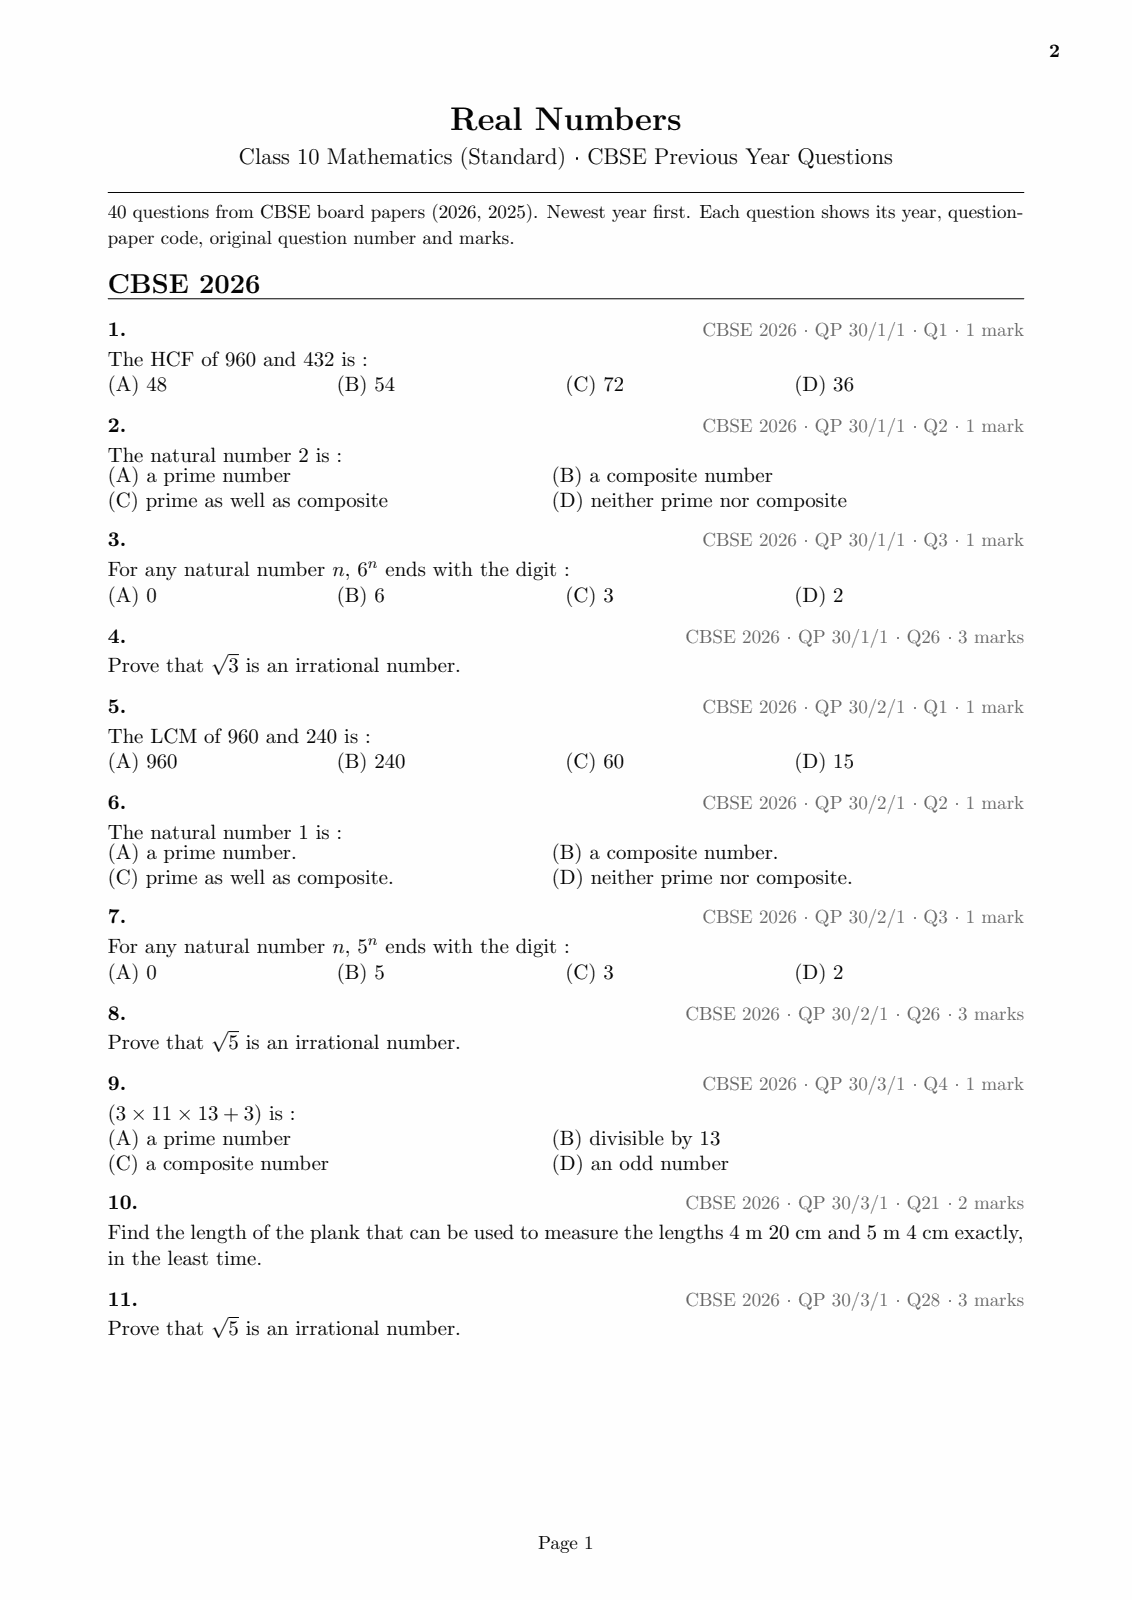 2
Real Numbers
Class 10 Mathematics (Standard) · CBSE Previous Year Questions
40 questions from CBSE board papers (2026, 2025). Newest year first. Each question shows its year, question-
paper code, original question number and marks.
CBSE 2026
1. CBSE 2026 · QP 30/1/1 · Q1 · 1 mark
The HCF of 960 and 432 is :
(A) 48 (B) 54 (C) 72 (D) 36
2. CBSE 2026 · QP 30/1/1 · Q2 · 1 mark
The natural number 2 is :
(A) a prime number (B) a composite number
(C) prime as well as composite (D) neither prime nor composite
3. CBSE 2026 · QP 30/1/1 · Q3 · 1 mark
For any natural number n, 6ⁿ ends with the digit :
(A) 0 (B) 6 (C) 3 (D) 2
4. CBSE 2026 · QP 30/1/1 · Q26 · 3 marks
Prove that √3 is an irrational number.
5. CBSE 2026 · QP 30/2/1 · Q1 · 1 mark
The LCM of 960 and 240 is :
(A) 960 (B) 240 (C) 60 (D) 15
6. CBSE 2026 · QP 30/2/1 · Q2 · 1 mark
The natural number 1 is :
(A) a prime number. (B) a composite number.
(C) prime as well as composite. (D) neither prime nor composite.
7. CBSE 2026 · QP 30/2/1 · Q3 · 1 mark
For any natural number n, 5ⁿ ends with the digit :
(A) 0 (B) 5 (C) 3 (D) 2
8. CBSE 2026 · QP 30/2/1 · Q26 · 3 marks
Prove that √5 is an irrational number.
9. CBSE 2026 · QP 30/3/1 · Q4 · 1 mark
(3 × 11 × 13 + 3) is :
(A) a prime number (B) divisible by 13
(C) a composite number (D) an odd number
10. CBSE 2026 · QP 30/3/1 · Q21 · 2 marks
Find the length of the plank that can be used to measure the lengths 4 m 20 cm and 5 m 4 cm exactly,
in the least time.
11. CBSE 2026 · QP 30/3/1 · Q28 · 3 marks
Prove that √5 is an irrational number.
Page 1